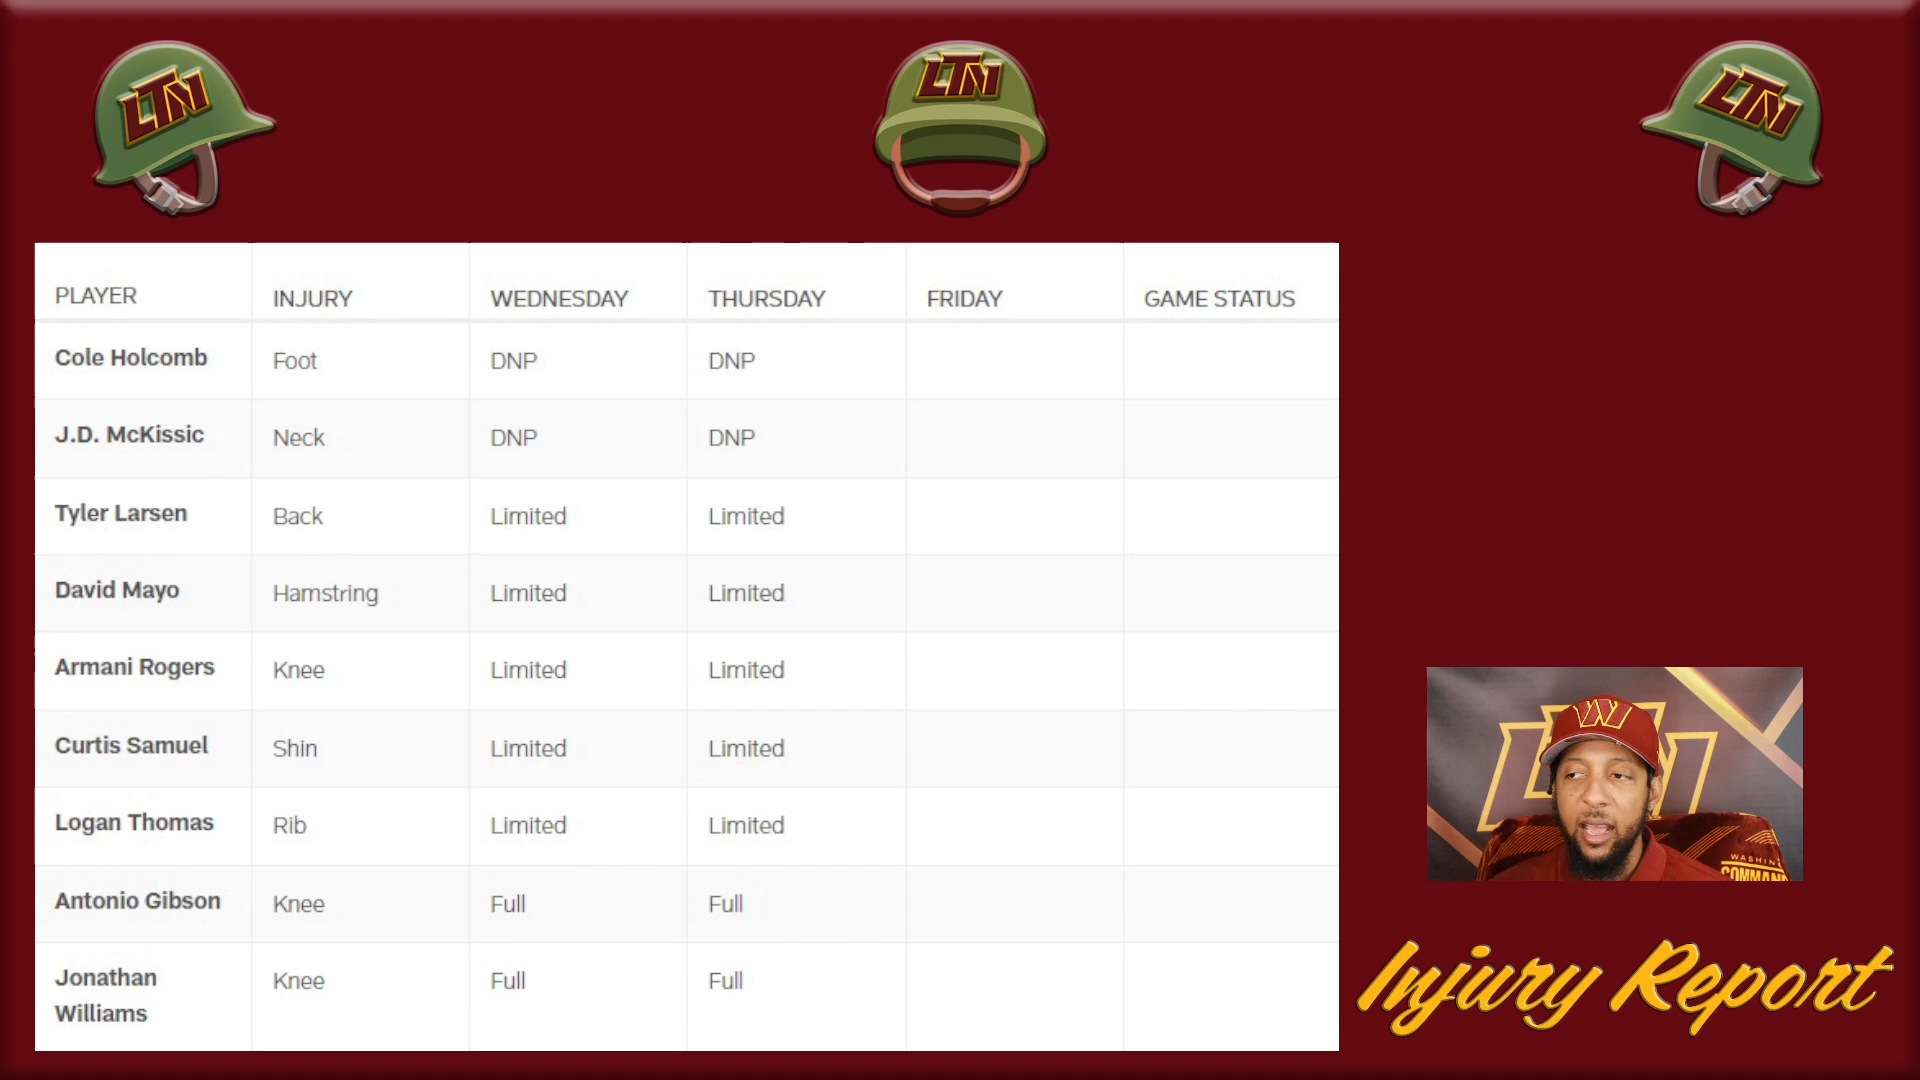 LTN LTN LTN
PLAYER INJURY WEDNESDAY THURSDAY FRIDAY GAME STATUS
Cole Holcomb Foot DNP DNP
J.D. McKissic Neck DNP DNP
Tyler Larsen Back Limited Limited
David Mayo Hamstring Limited Limited
Armani Rogers Knee Limited Limited
Curtis Samuel Shin Limited Limited
Logan Thomas Rib Limited Limited
Antonio Gibson Knee Full Full
Jonathan Knee Full Full
Williams
W
WASHIN
COMMAN
Injury Report